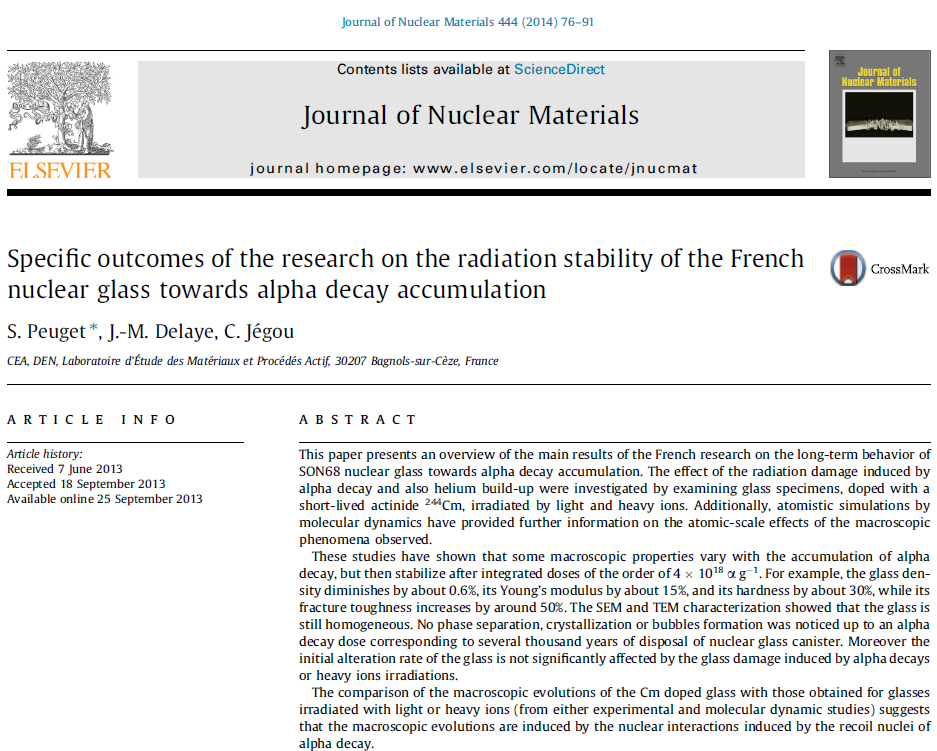 Journal of Nuclear Materials 444 (2014) 76–91
Contents lists available at ScienceDirect
Journal of Nuclear Materials
journal homepage: www.elsevier.com/locate/jnucmat
ELSEVIER
Journal of
Nuclear Materials
Specific outcomes of the research on the radiation stability of the French
nuclear glass towards alpha decay accumulation
CrossMark
S. Peuget *, J.-M. Delaye, C. Jégou
CEA, DEN, Laboratoire d'Étude des Matériaux et Procédés Actif, 30207 Bagnols-sur-Cèze, France
ARTICLE INFO
Article history:
Received 7 June 2013
Accepted 18 September 2013
Available online 25 September 2013
ABSTRACT
This paper presents an overview of the main results of the French research on the long-term behavior of
SON68 nuclear glass towards alpha decay accumulation. The effect of the radiation damage induced by
alpha decay and also helium build-up were investigated by examining glass specimens, doped with a
short-lived actinide ²⁴⁴Cm, irradiated by light and heavy ions. Additionally, atomistic simulations by
molecular dynamics have provided further information on the atomic-scale effects of the macroscopic
phenomena observed.
These studies have shown that some macroscopic properties vary with the accumulation of alpha
decay, but then stabilize after integrated doses of the order of 4 × 10¹⁸ α g⁻¹. For example, the glass den-
sity diminishes by about 0.6%, its Young's modulus by about 15%, and its hardness by about 30%, while its
fracture toughness increases by around 50%. The SEM and TEM characterization showed that the glass is
still homogeneous. No phase separation, crystallization or bubbles formation was noticed up to an alpha
decay dose corresponding to several thousand years of disposal of nuclear glass canister. Moreover the
initial alteration rate of the glass is not significantly affected by the glass damage induced by alpha decays
or heavy ions irradiations.
The comparison of the macroscopic evolutions of the Cm doped glass with those obtained for glasses
irradiated with light or heavy ions (from either experimental and molecular dynamic studies) suggests
that the macroscopic evolutions are induced by the nuclear interactions induced by the recoil nuclei of
alpha decay.